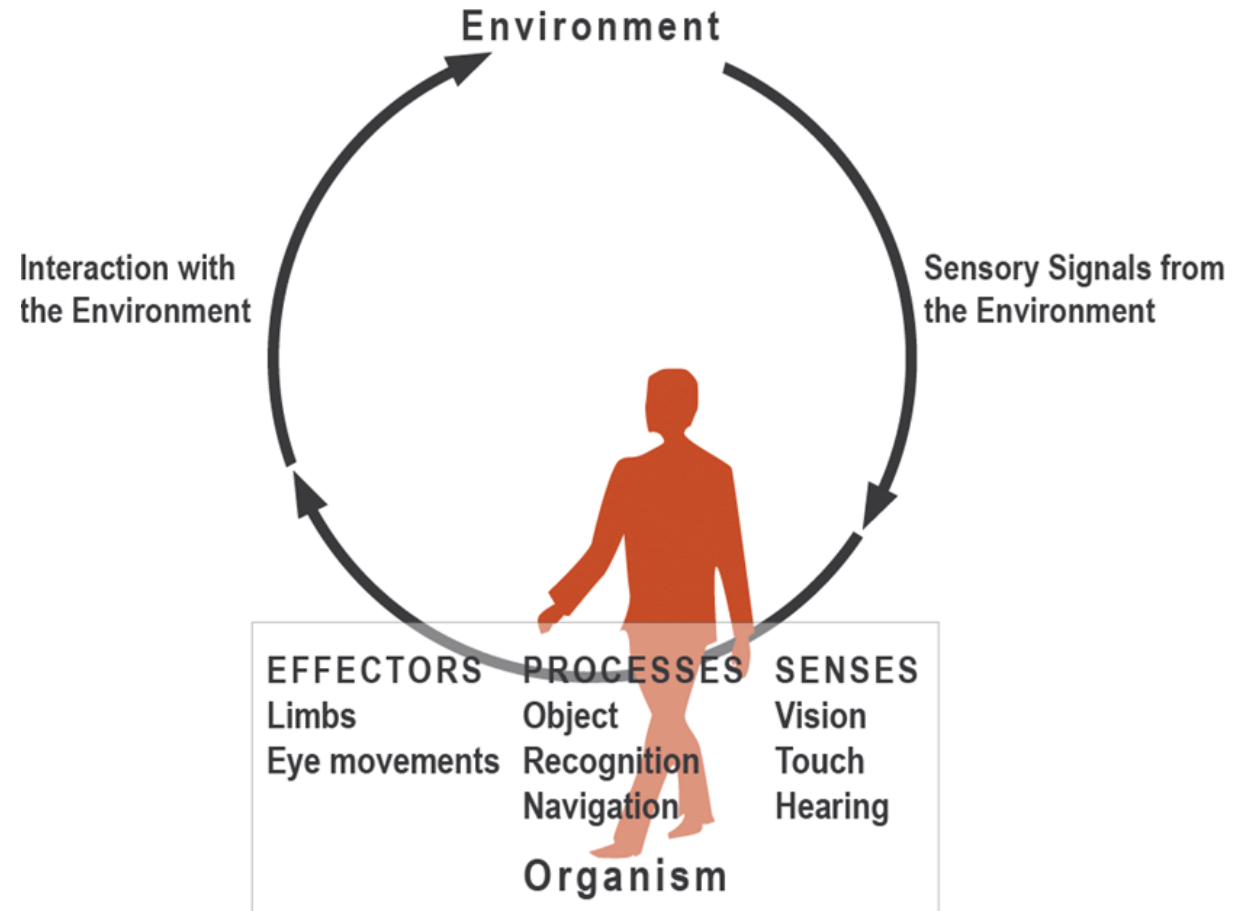 Environment
Interaction with
the Environment
Sensory Signals from
the Environment
EFFECTORS
Limbs
Eye movements
PROCESSES
Object
Recognition
Navigation
SENSES
Vision
Touch
Hearing
Organism